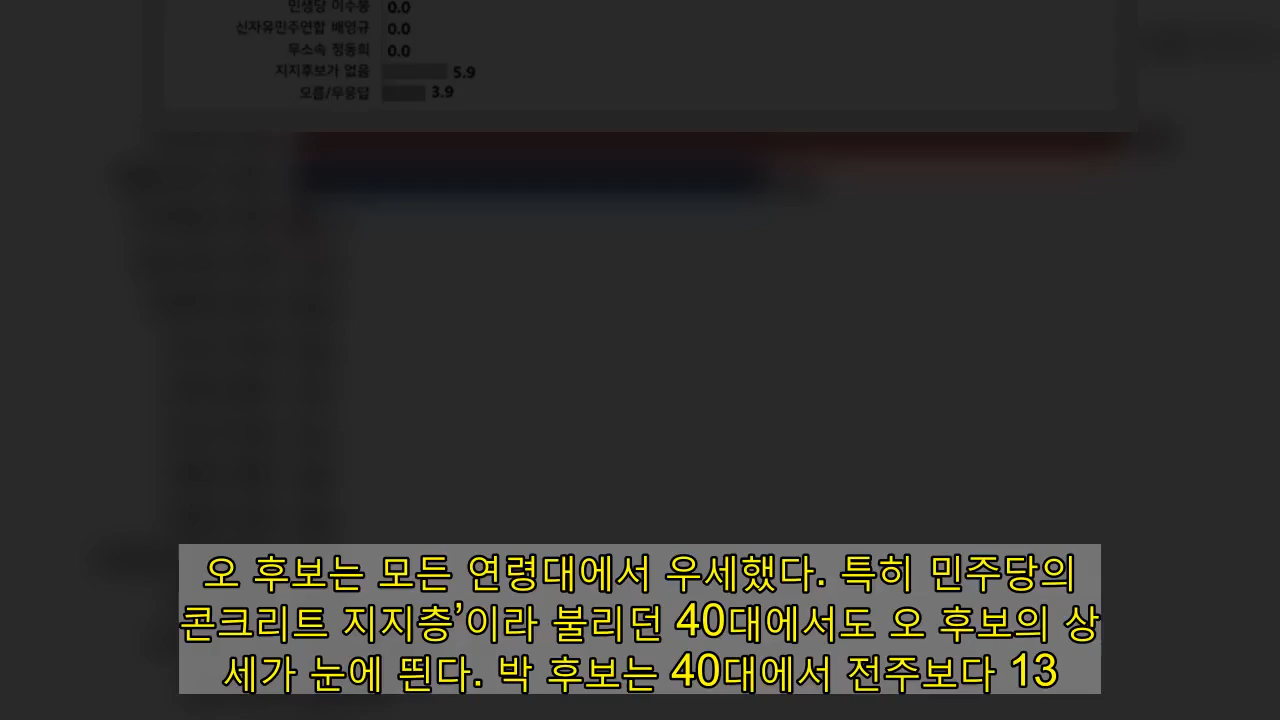 민생당 이수봉 0.0
신자유민주연합 배영규 0.0
무소속 정동희 0.0
지지후보가 없음 5.9
모름/무응답 3.9
오 후보는 모든 연령대에서 우세했다. 특히 민주당의
콘크리트 지지층’이라 불리던 40대에서도 오 후보의 상
세가 눈에 띈다. 박 후보는 40대에서 전주보다 13